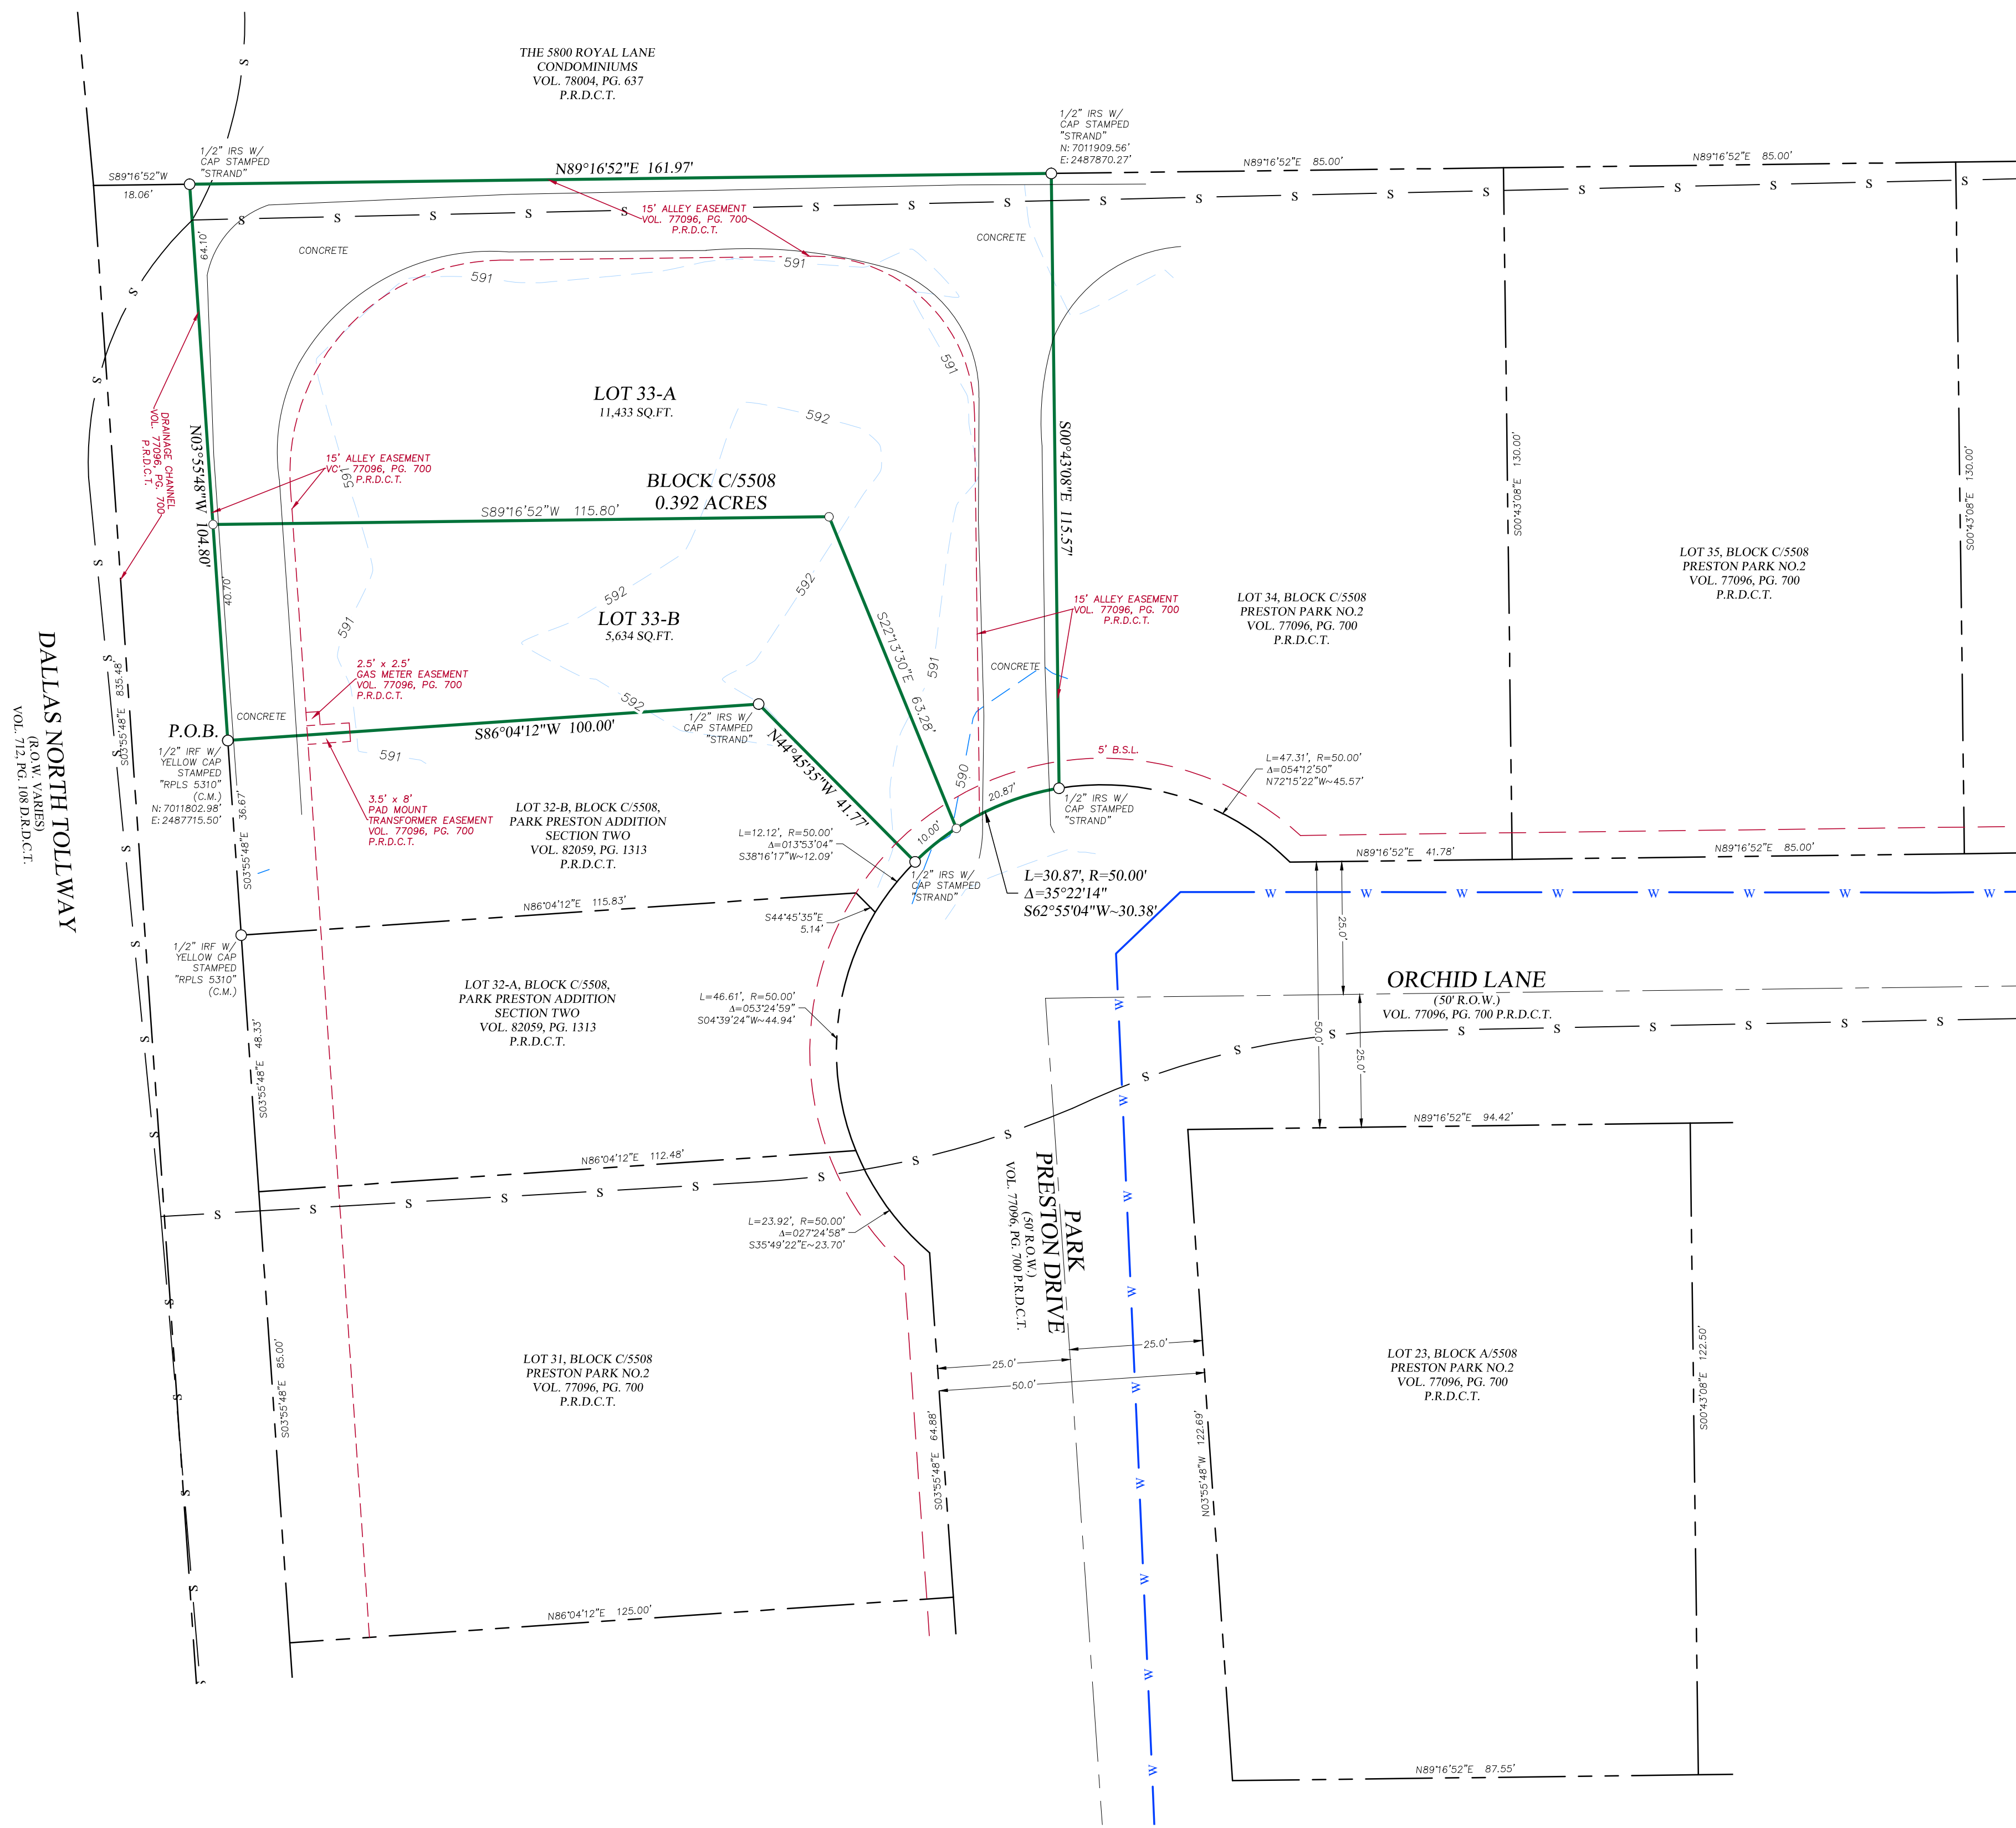 THE 5800 ROYAL LANE
CONDOMINIUMS
VOL. 78004, PG. 637
P.R.D.C.T.
S
1/2" IRS W/
CAP STAMPED
"STRAND"
1/2" IRS W/
CAP STAMPED
"STRAND"
N: 7011909.56'
E: 2487870.27'
S89°16'52"W
18.06'
N89°16'52"E 161.97'
N89°16'52"E 85.00'
N89°16'52"E 85.00'
S S S S S S S S S S S S S S S S S
15' ALLEY EASEMENT
VOL. 77096, PG. 700
P.R.D.C.T.
64.10'
CONCRETE
CONCRETE
591
591
591
S
S
LOT 33-A
11,433 SQ.FT.
592
DRAINAGE CHANNEL
VOL. 77096, PG. 700
P.R.D.C.T.
N03°55'48"W 104.80'
15' ALLEY EASEMENT
VOL. 77096, PG. 700
P.R.D.C.T.
591
BLOCK C/5508
0.392 ACRES
S89°16'52"W 115.80'
S00°43'08"E 115.57'
S00°43'08"E 130.00'
S00°43'08"E 130.00'
40.70'
592
592
LOT 33-B
5,634 SQ.FT.
591
S22°13'30"E 63.28'
591
15' ALLEY EASEMENT
VOL. 77096, PG. 700
P.R.D.C.T.
LOT 34, BLOCK C/5508
PRESTON PARK NO.2
VOL. 77096, PG. 700
P.R.D.C.T.
LOT 35, BLOCK C/5508
PRESTON PARK NO.2
VOL. 77096, PG. 700
P.R.D.C.T.
DALLAS NORTH TOLLWAY
(R.O.W. VARIES)
VOL. 712, PG. 108 D.R.D.C.T.
S03°55'48"E 835.48'
2.5' x 2.5'
GAS METER EASEMENT
VOL. 77096, PG. 700
P.R.D.C.T.
CONCRETE
CONCRETE
592
P.O.B.
1/2" IRF W/
YELLOW CAP
STAMPED
"RPLS 5310"
(C.M.)
N: 7011802.98'
E: 2487715.50'
S86°04'12"W 100.00'
1/2" IRS W/
CAP STAMPED
"STRAND"
N44°45'35"W 41.77'
591
590
5' B.S.L.
L=47.31', R=50.00'
Δ=054°12'50"
N72°15'22"W~45.57'
3.5' x 8'
PAD MOUNT
TRANSFORMER EASEMENT
VOL. 77096, PG. 700
P.R.D.C.T.
S03°55'48"E 36.67'
LOT 32-B, BLOCK C/5508,
PARK PRESTON ADDITION
SECTION TWO
VOL. 82059, PG. 1313
P.R.D.C.T.
L=12.12', R=50.00'
Δ=013°53'04"
S38°16'17"W~12.09'
10.00'
20.87'
1/2" IRS W/
CAP STAMPED
"STRAND"
1/2" IRS W/
CAP STAMPED
"STRAND"
L=30.87', R=50.00'
Δ=35°22'14"
S62°55'04"W~30.38'
N89°16'52"E 41.78'
N89°16'52"E 85.00'
W W W W W W W W W
N86°04'12"E 115.83'
S44°45'35"E
5.14'
25.0'
50.0'
25.0'
1/2" IRF W/
YELLOW CAP
STAMPED
"RPLS 5310"
(C.M.)
LOT 32-A, BLOCK C/5508,
PARK PRESTON ADDITION
SECTION TWO
VOL. 82059, PG. 1313
P.R.D.C.T.
L=46.61', R=50.00'
Δ=053°24'59"
S04°39'24"W~44.94'
ORCHID LANE
(50' R.O.W.)
VOL. 77096, PG. 700 P.R.D.C.T.
S03°55'48"E 48.33'
N86°04'12"E 112.48'
N89°16'52"E 94.42'
S S S S S S S S S S S S S S S S S S
L=23.92', R=50.00'
Δ=027°24'58"
S35°49'22"E~23.70'
PARK
PRESTON DRIVE
(50' R.O.W.)
VOL. 77096, PG. 700 P.R.D.C.T.
S03°55'48"E 85.00'
LOT 31, BLOCK C/5508
PRESTON PARK NO.2
VOL. 77096, PG. 700
P.R.D.C.T.
25.0'
25.0'
50.0'
LOT 23, BLOCK A/5508
PRESTON PARK NO.2
VOL. 77096, PG. 700
P.R.D.C.T.
S03°55'48"E 64.88'
N03°55'48"W 122.69'
S00°43'08"E 122.50'
N86°04'12"E 125.00'
N89°16'52"E 87.55'